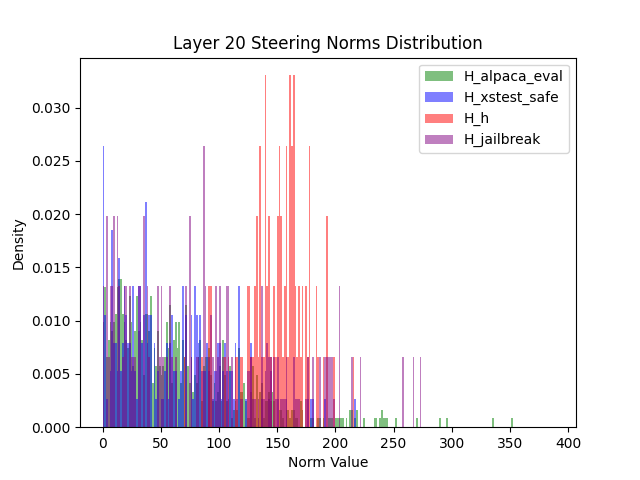 Layer 20 Steering Norms Distribution
H_alpaca_eval
H_xstest_safe
H_h
H_jailbreak
Density
0.030
0.025
0.020
0.015
0.010
0.005
0.000
0 50 100 150 200 250 300 350 400
Norm Value